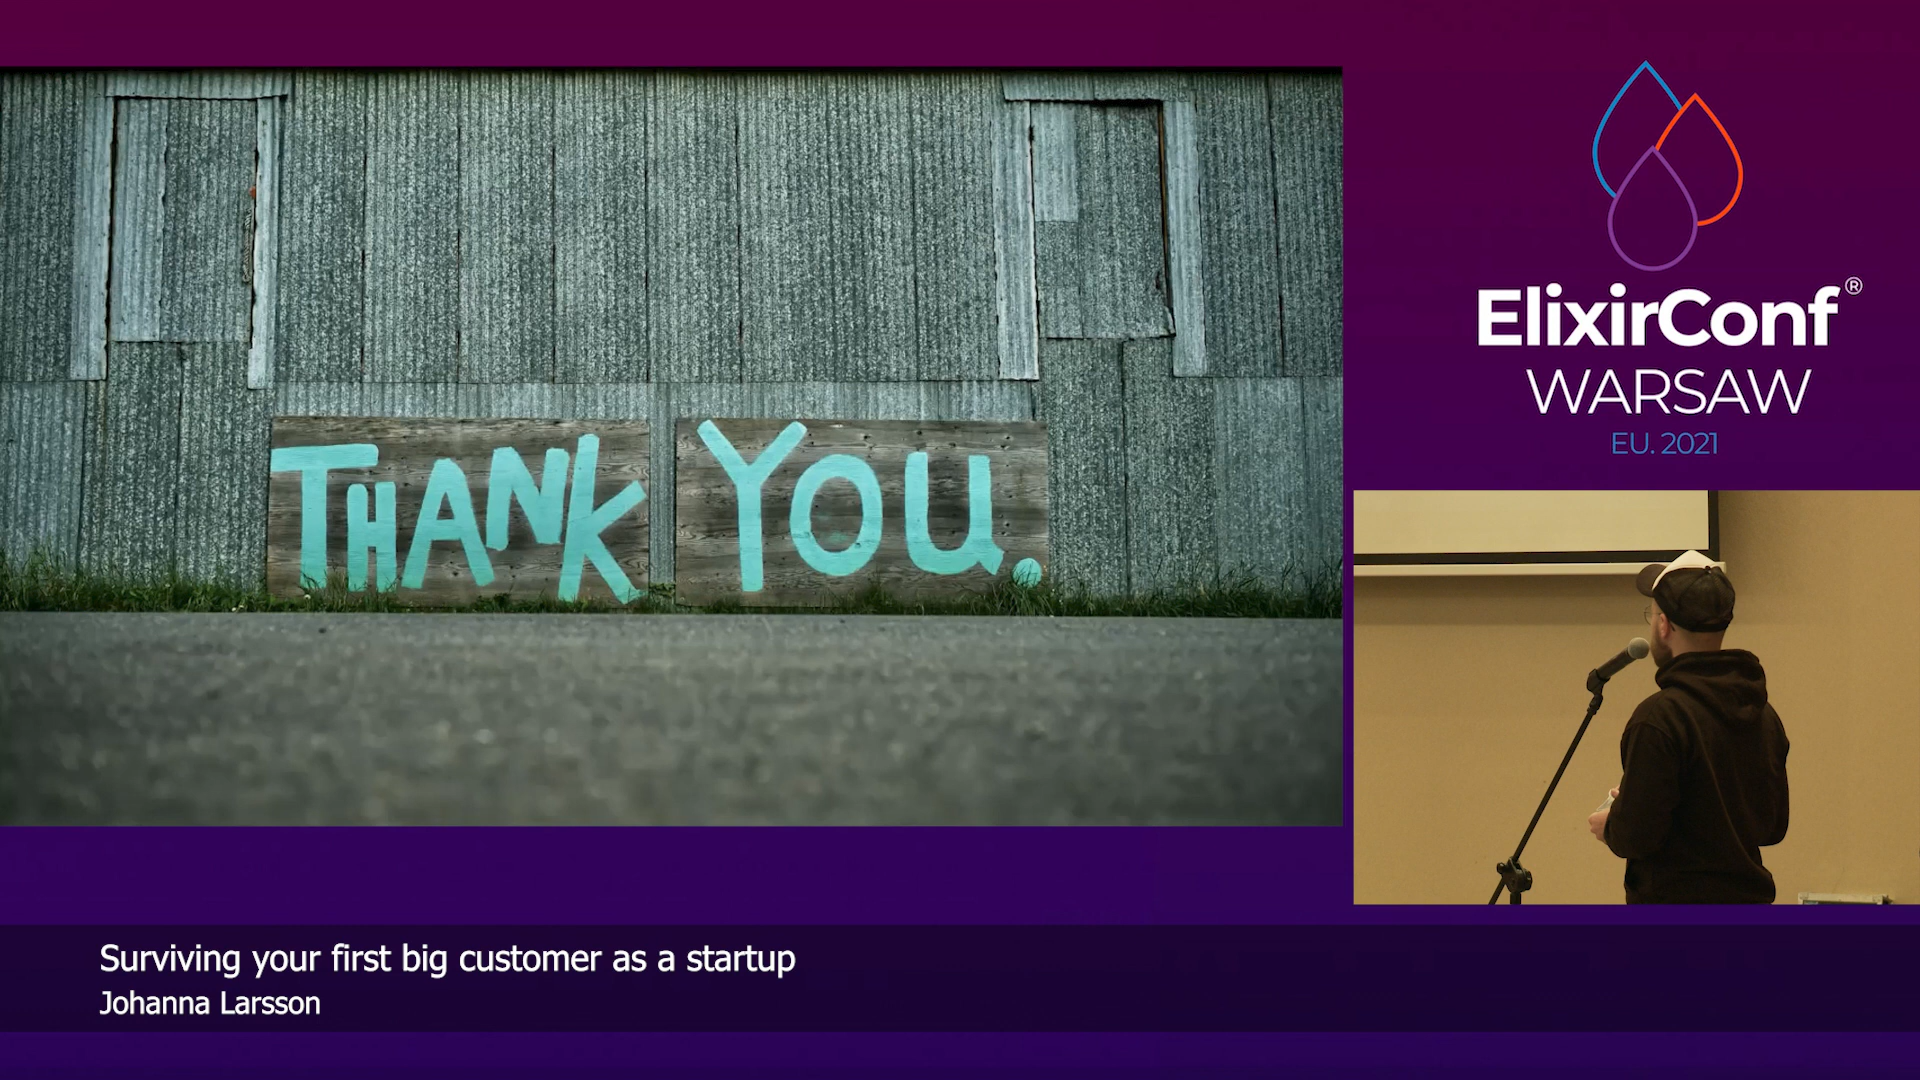 THANK YOU.
ElixirConf®
WARSAW
EU. 2021
Surviving your first big customer as a startup
Johanna Larsson